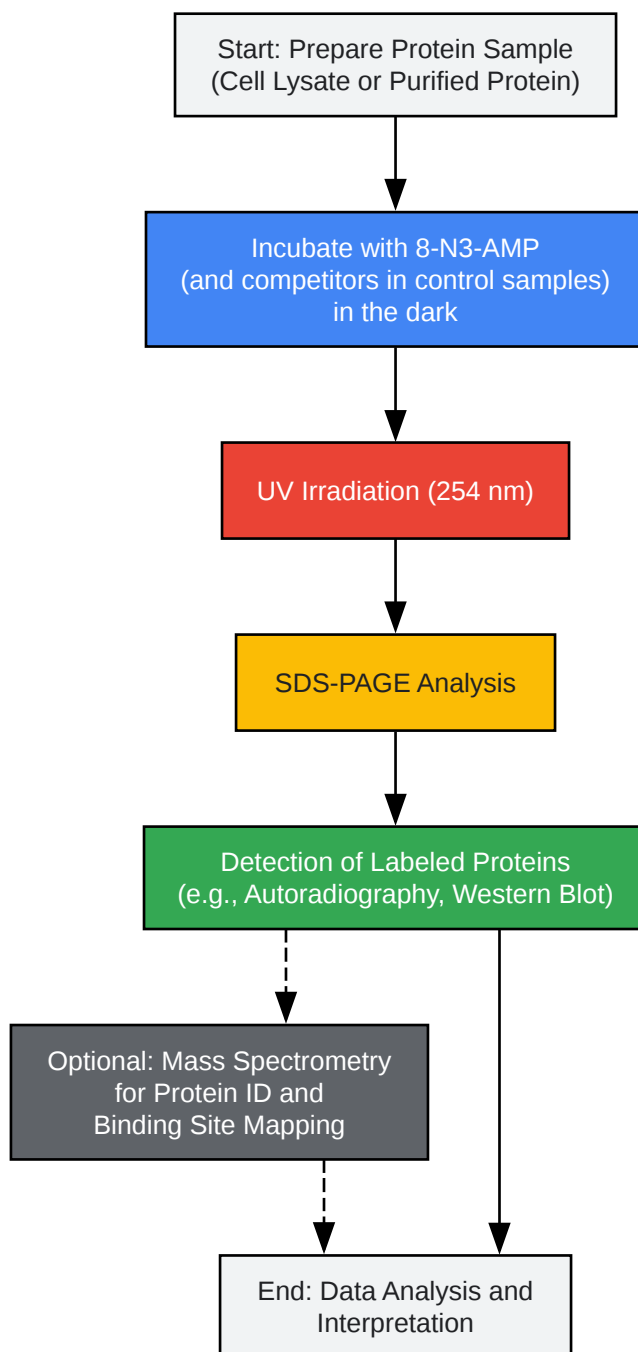 Start: Prepare Protein Sample
(Cell Lysate or Purified Protein)
Incubate with 8-N3-AMP
(and competitors in control samples)
in the dark
UV Irradiation (254 nm)
SDS-PAGE Analysis
Detection of Labeled Proteins
(e.g., Autoradiography, Western Blot)
Optional: Mass Spectrometry
for Protein ID and
Binding Site Mapping
End: Data Analysis and
Interpretation